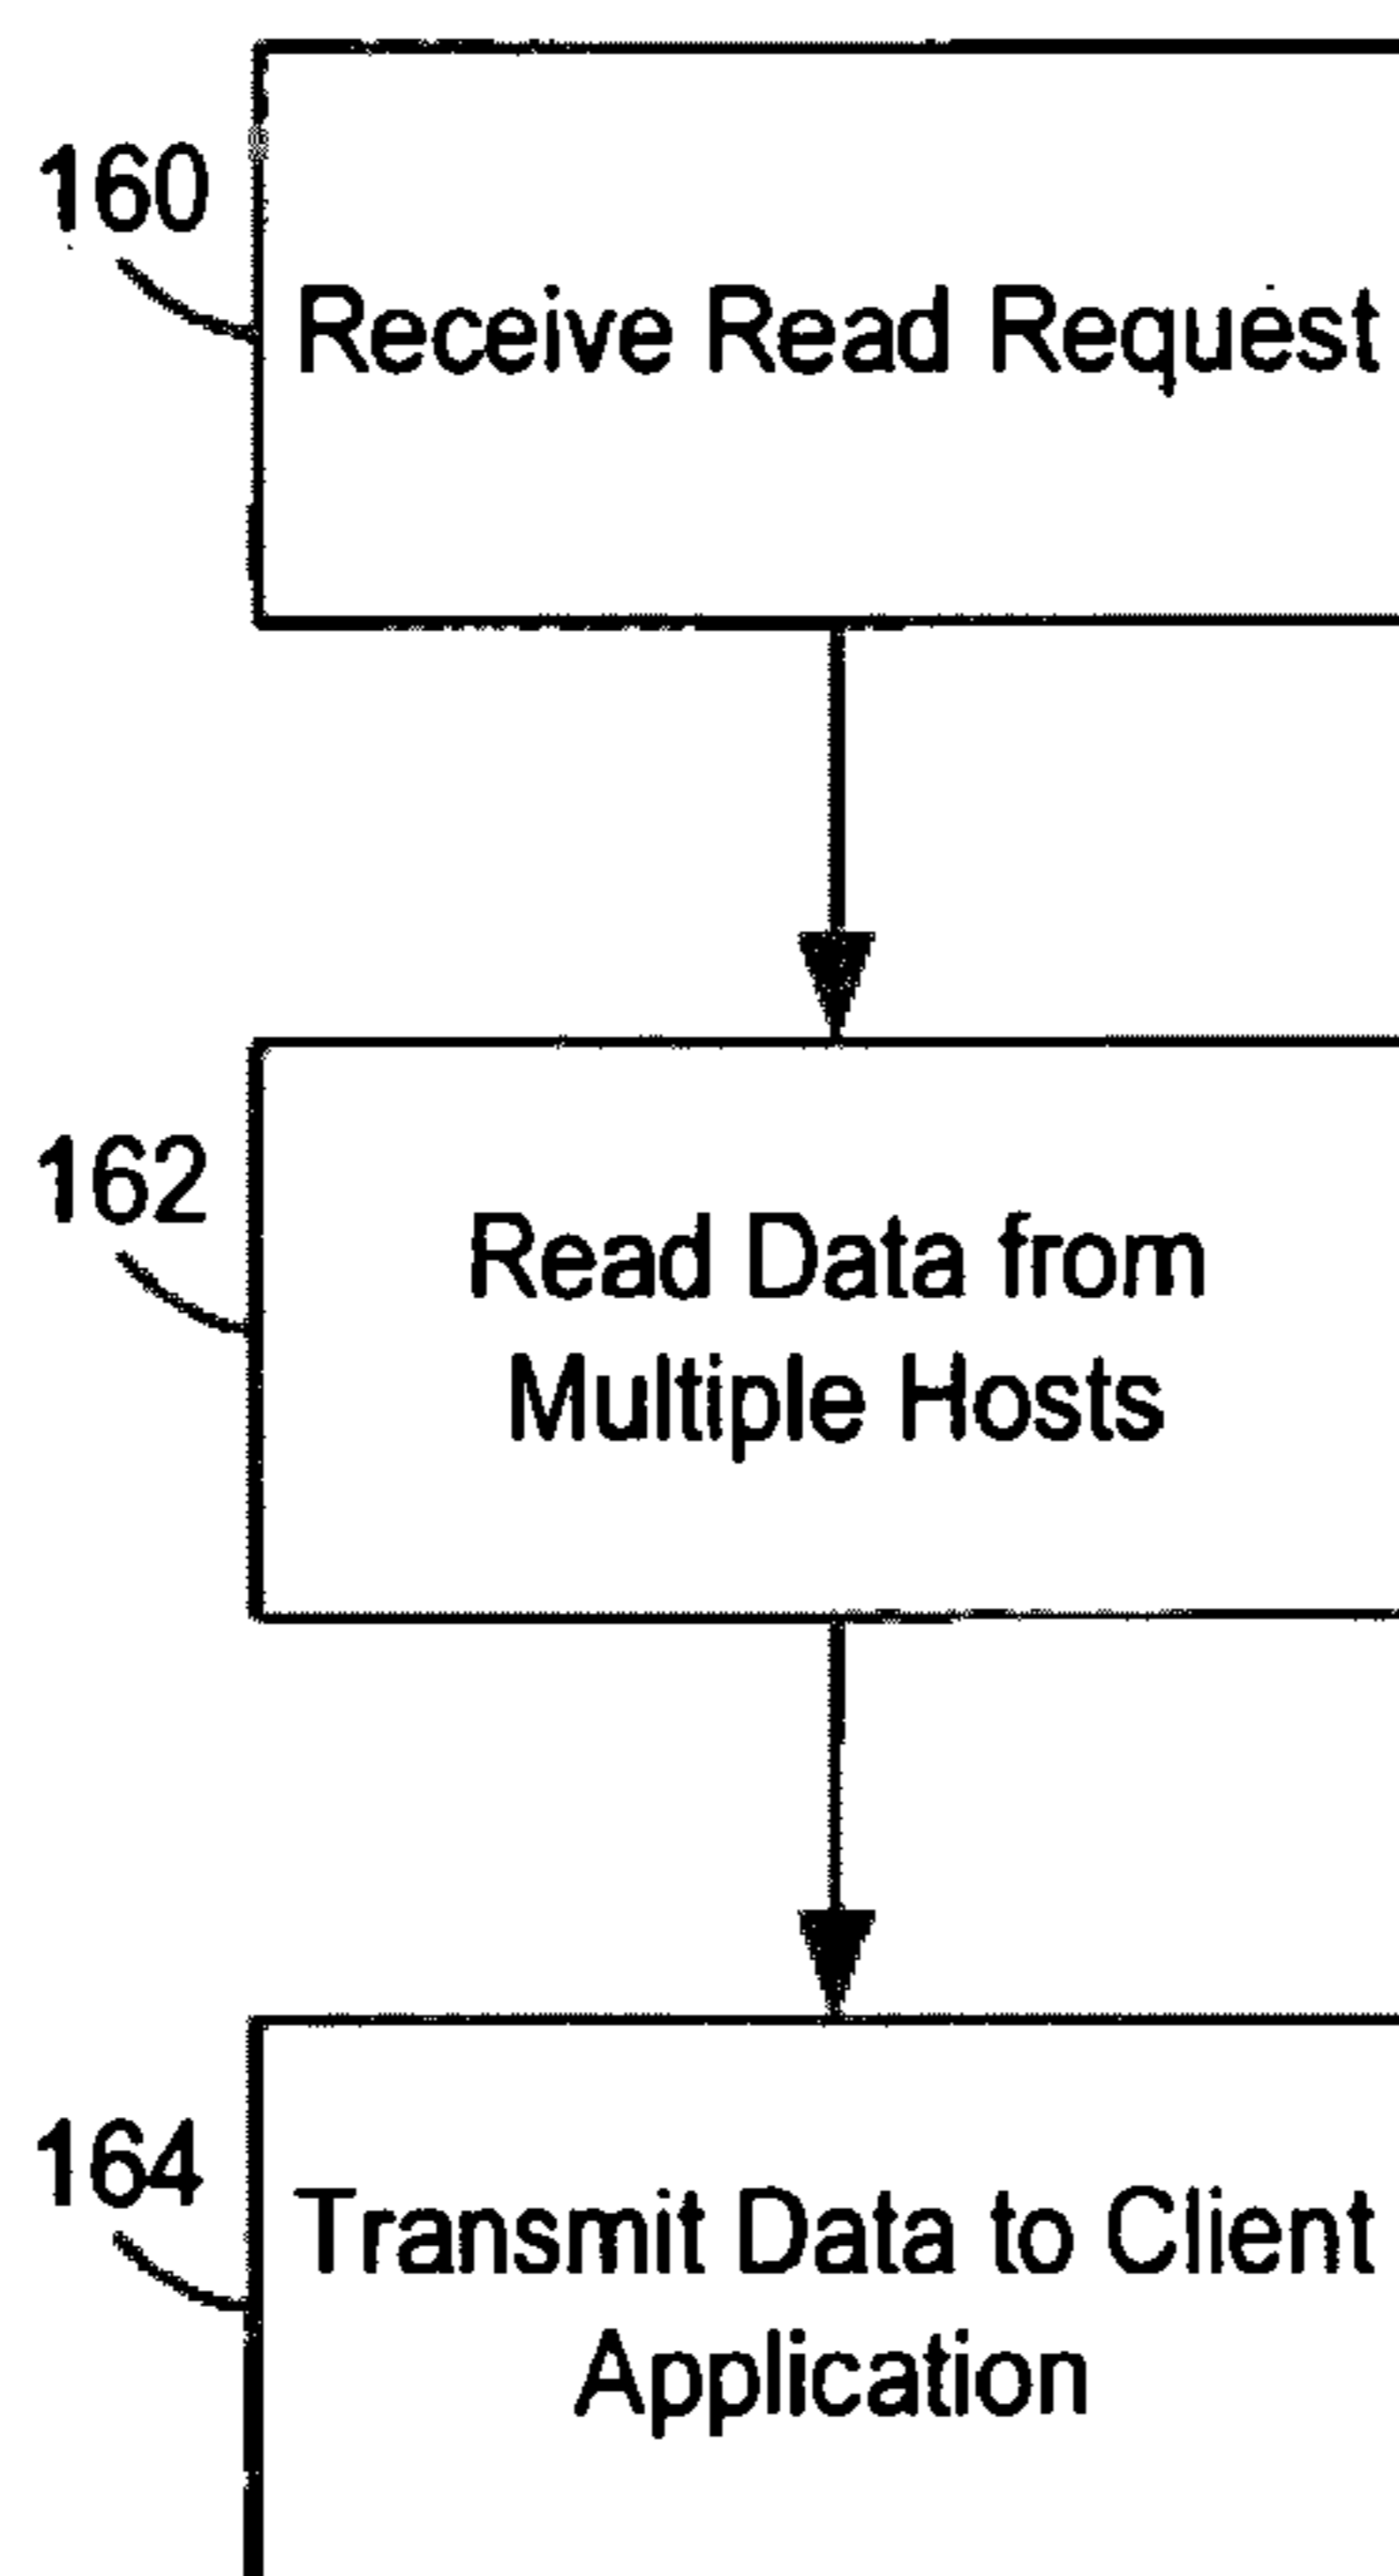 160
Receive Read Request
162
Read Data from
Multiple Hosts
164
Transmit Data to Client
Application